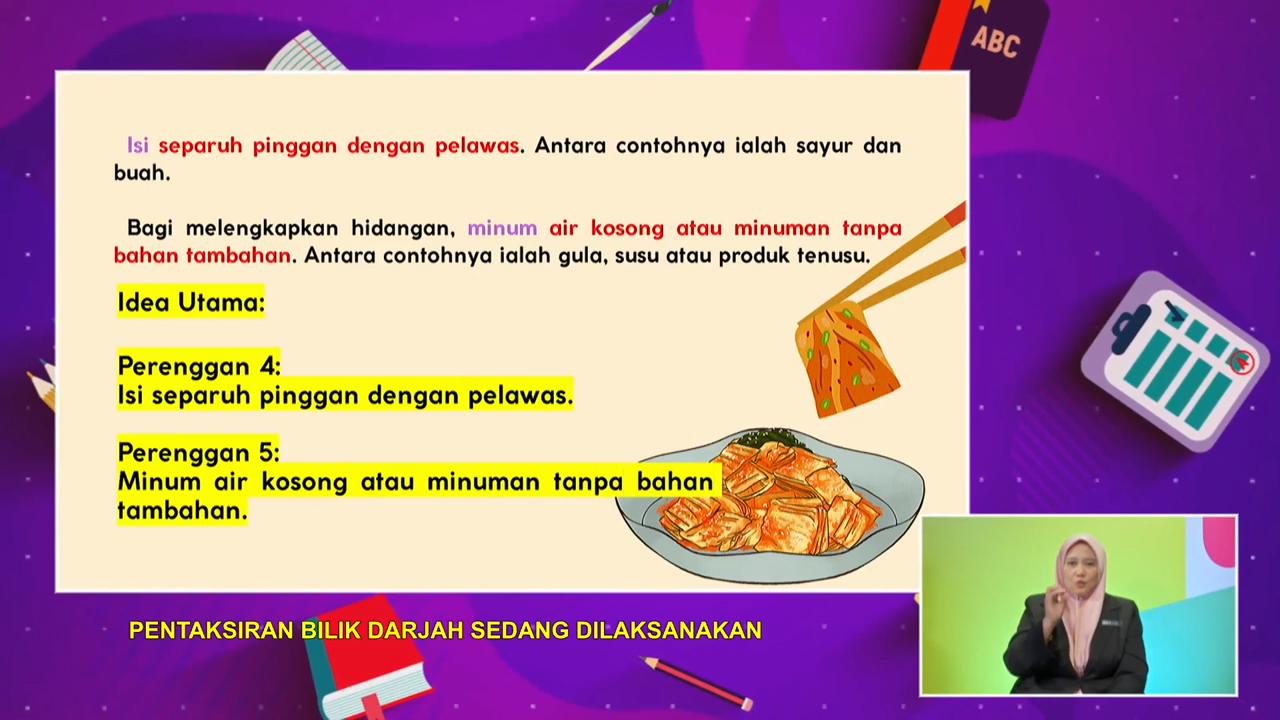 ABC
Isi separuh pinggan dengan pelawas. Antara contohnya ialah sayur dan
buah.
Bagi melengkapkan hidangan, minum air kosong atau minuman tanpa
bahan tambahan. Antara contohnya ialah gula, susu atau produk tenusu.
Idea Utama:
Perenggan 4:
Isi separuh pinggan dengan pelawas.
Perenggan 5:
Minum air kosong atau minuman tanpa bahan
tambahan.
PENTAKSIRAN BILIK DARJAH SEDANG DILAKSANAKAN